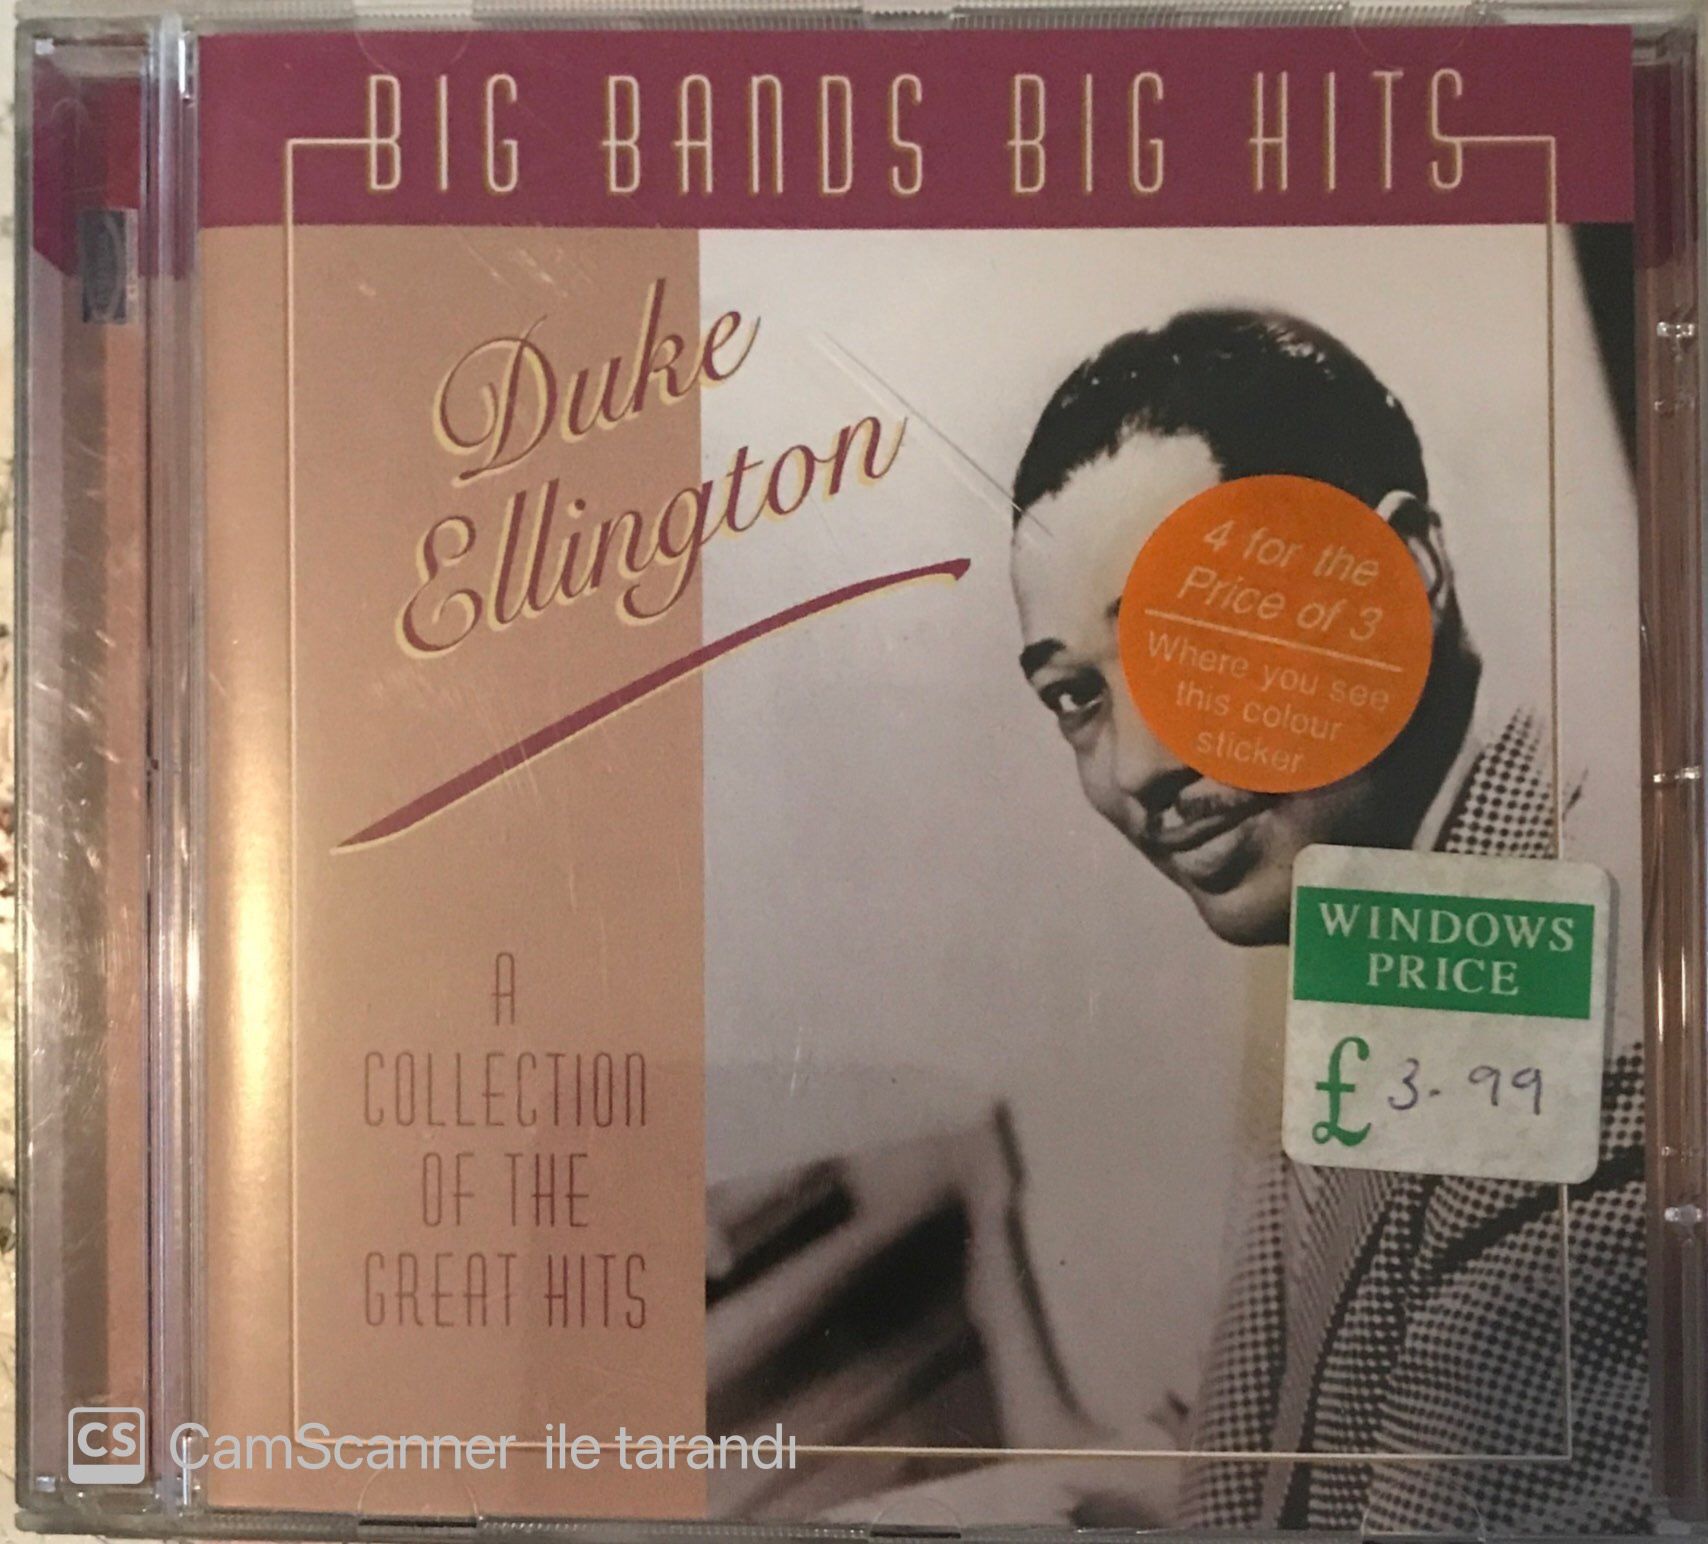 BIG BANDS BIG HITS
Duke
Ellington
4 for the
Price of 3
Where you see
this colour
sticker
WINDOWS
PRICE
£3.99
A
COLLECTION
OF THE
GREAT HITS
CS CamScanner ile tarandı